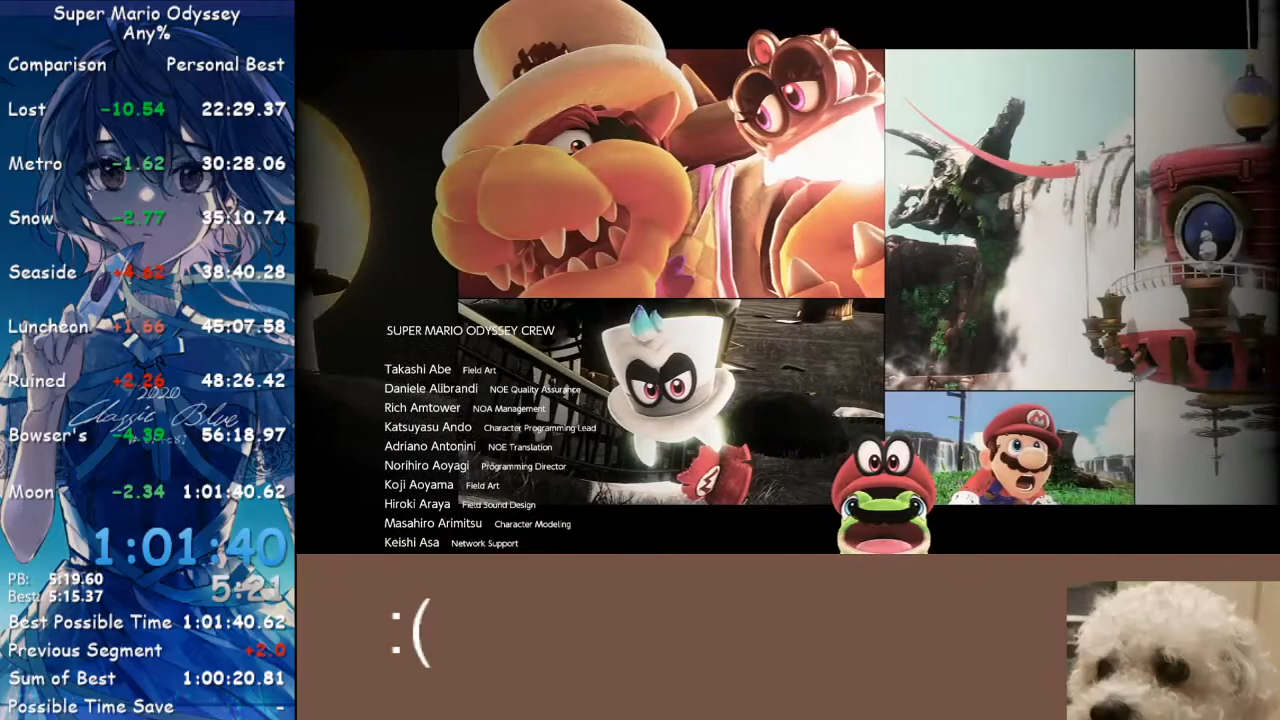 Super Mario Odyssey
Any%
Comparison Personal Best
Lost -10.54 22:29.37
Metro -1.62 30:28.06
Snow -2.77 35:10.74
Seaside +4.62 38:40.28
Luncheon +1.66 45:07.58
Ruined +2.26 48:26.42
2020
Classic Blue
Bowser's -4.39 56:18.97
Moon -2.34 1:01:40.62
1:01:40
PB: 5:19.60
5:21
Best: 5:15.37
Best Possible Time 1:01:40.62
Previous Segment +2.0
Sum of Best 1:00:20.81
Possible Time Save -
SUPER MARIO ODYSSEY CREW
Takashi Abe Field Art
Daniele Alibrandi NOE Quality Assurance
Rich Amtower NOA Management
Katsuyasu Ando Character Programming Lead
Adriano Antonini NOE Translation
Norihiro Aoyagi Programming Director
Koji Aoyama Field Art
Hiroki Araya Field Sound Design
Masahiro Arimitsu Character Modeling
Keishi Asa Network Support
:(